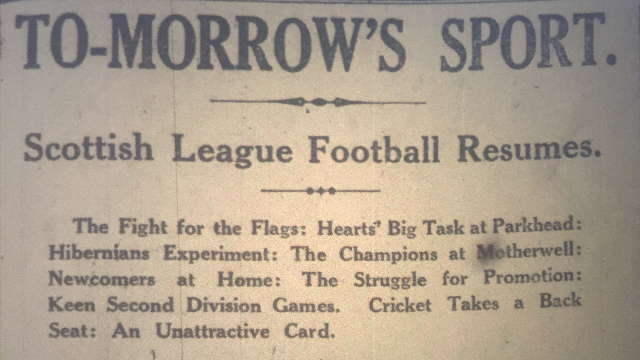 TO-MORROW'S SPORT.
Scottish League Football Resumes.
The Fight for the Flags: Hearts' Big Task at Parkhead:
Hibernians Experiment: The Champions at Motherwell:
Newcomers at Home: The Struggle for Promotion:
Keen Second Division Games. Cricket Takes a Back
Seat: An Unattractive Card.